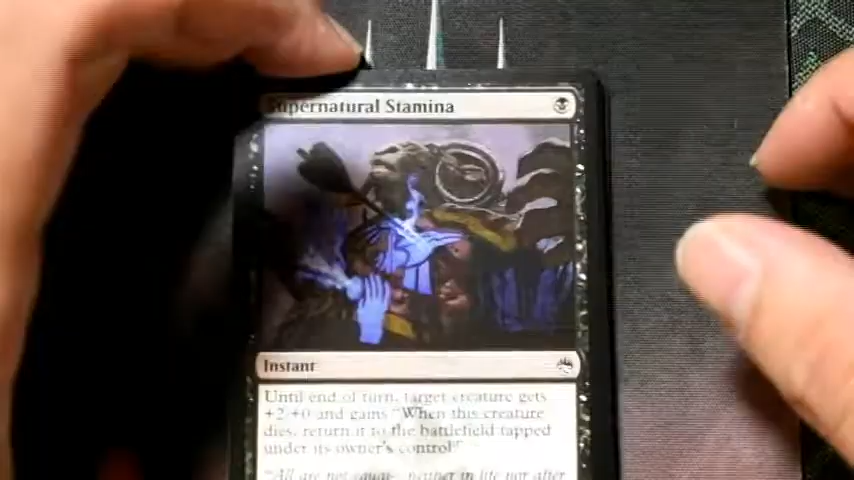 Supernatural Stamina
Instant
Until end of turn, target creature gets
+2/+0 and gains "When this creature
dies, return it to the battlefield tapped
under its owner's control."
"All are not equal, neither in life nor after